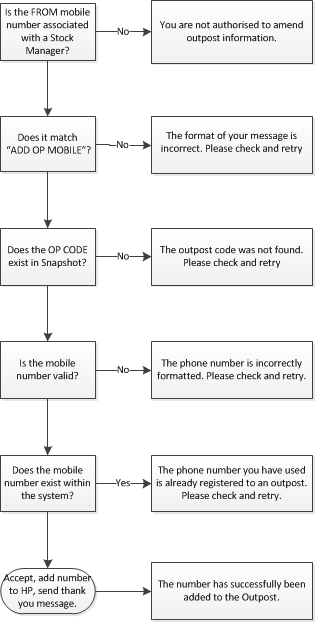 Is the FROM mobile
number associated
with a Stock
Manager?
No
You are not authorised to amend
outpost information.
Does it match
“ADD OP MOBILE”?
No
The format of your message is
incorrect. Please check and retry
Does the OP CODE
exist in Snapshot?
No
The outpost code was not found.
Please check and retry
Is the mobile
number valid?
No
The phone number is incorrectly
formatted. Please check and retry.
Does the mobile
number exist within
the system?
Yes
The phone number you have used
is already registered to an outpost.
Please check and retry.
Accept, add number
to HP, send thank
you message.
The number has successfully been
added to the Outpost.